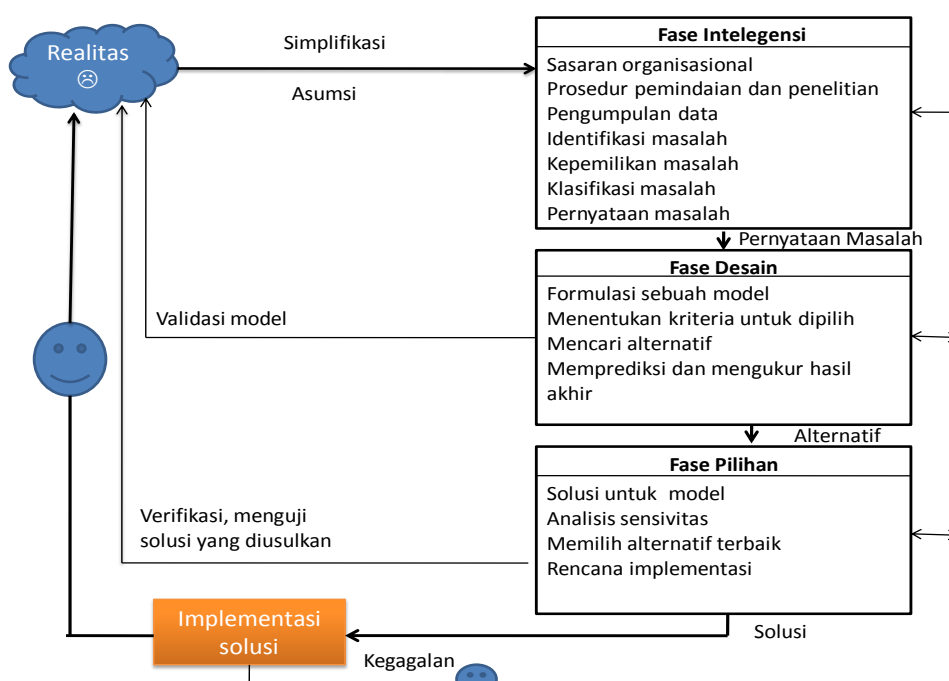 Realitas
☹
Simplifikasi
Asumsi
Fase Intelegensi
Sasaran organisasional
Prosedur pemindaian dan penelitian
Pengumpulan data
Identifikasi masalah
Kepemilikan masalah
Klasifikasi masalah
Pernyataan masalah
Pernyataan Masalah
Fase Desain
Formulasi sebuah model
Menentukan kriteria untuk dipilih
Mencari alternatif
Memprediksi dan mengukur hasil
akhir
Validasi model
Alternatif
Fase Pilihan
Solusi untuk model
Analisis sensivitas
Memilih alternatif terbaik
Rencana implementasi
Verifikasi, menguji
solusi yang diusulkan
Implementasi
solusi
Solusi
Kegagalan